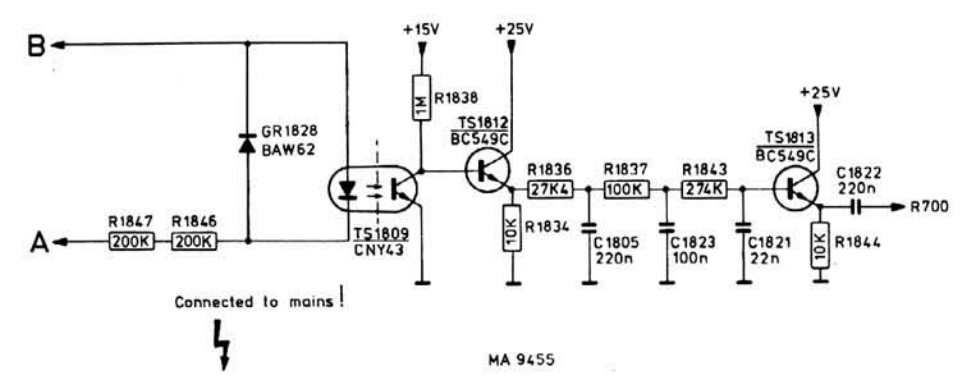 +15V
+25V
B
1M
R1838
+25V
GR1828
BAW62
TS1812
BC549C
TS1813
BC549C
R1836
27K4
R1837
100K
R1843
274K
C1822
220n
R700
R1847
200K
R1846
200K
A
TS1809
CNY43
10K
R1834
C1805
220n
C1823
100n
C1821
22n
10K
R1844
Connected to mains!
MA 9455